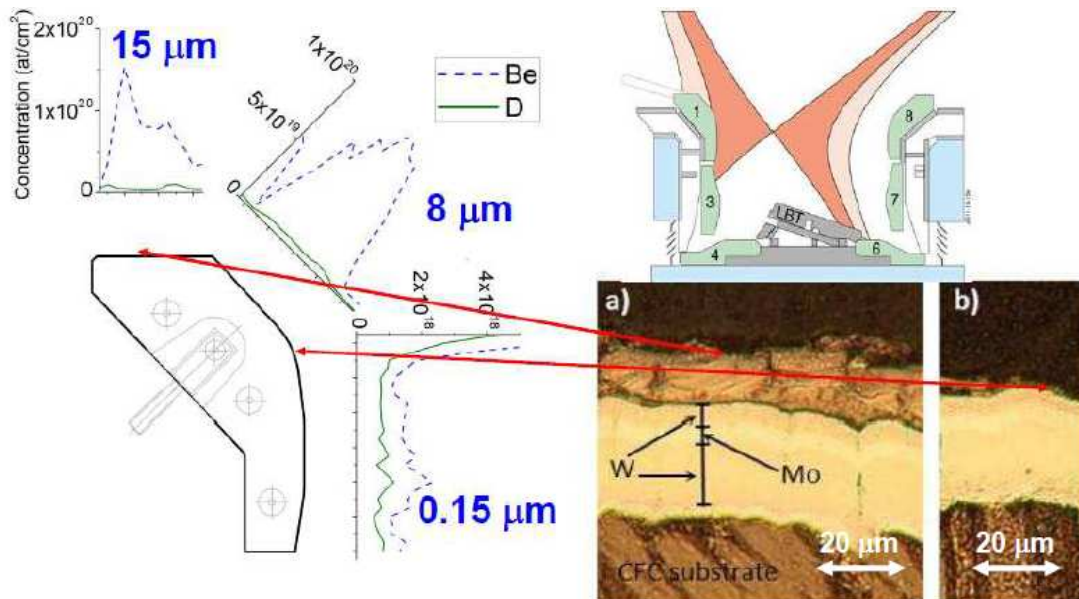 Concentration (at/cm²)
2x10²⁰
1x10²⁰
0
15 μm
1x10²⁰
5x10¹⁹
0
Be
D
8 μm
0
2x10¹⁸
4x10¹⁸
0.15 μm
1
3
4
LBT
6
7
8
a)
b)
W
Mo
20 μm
20 μm
CFC substrate